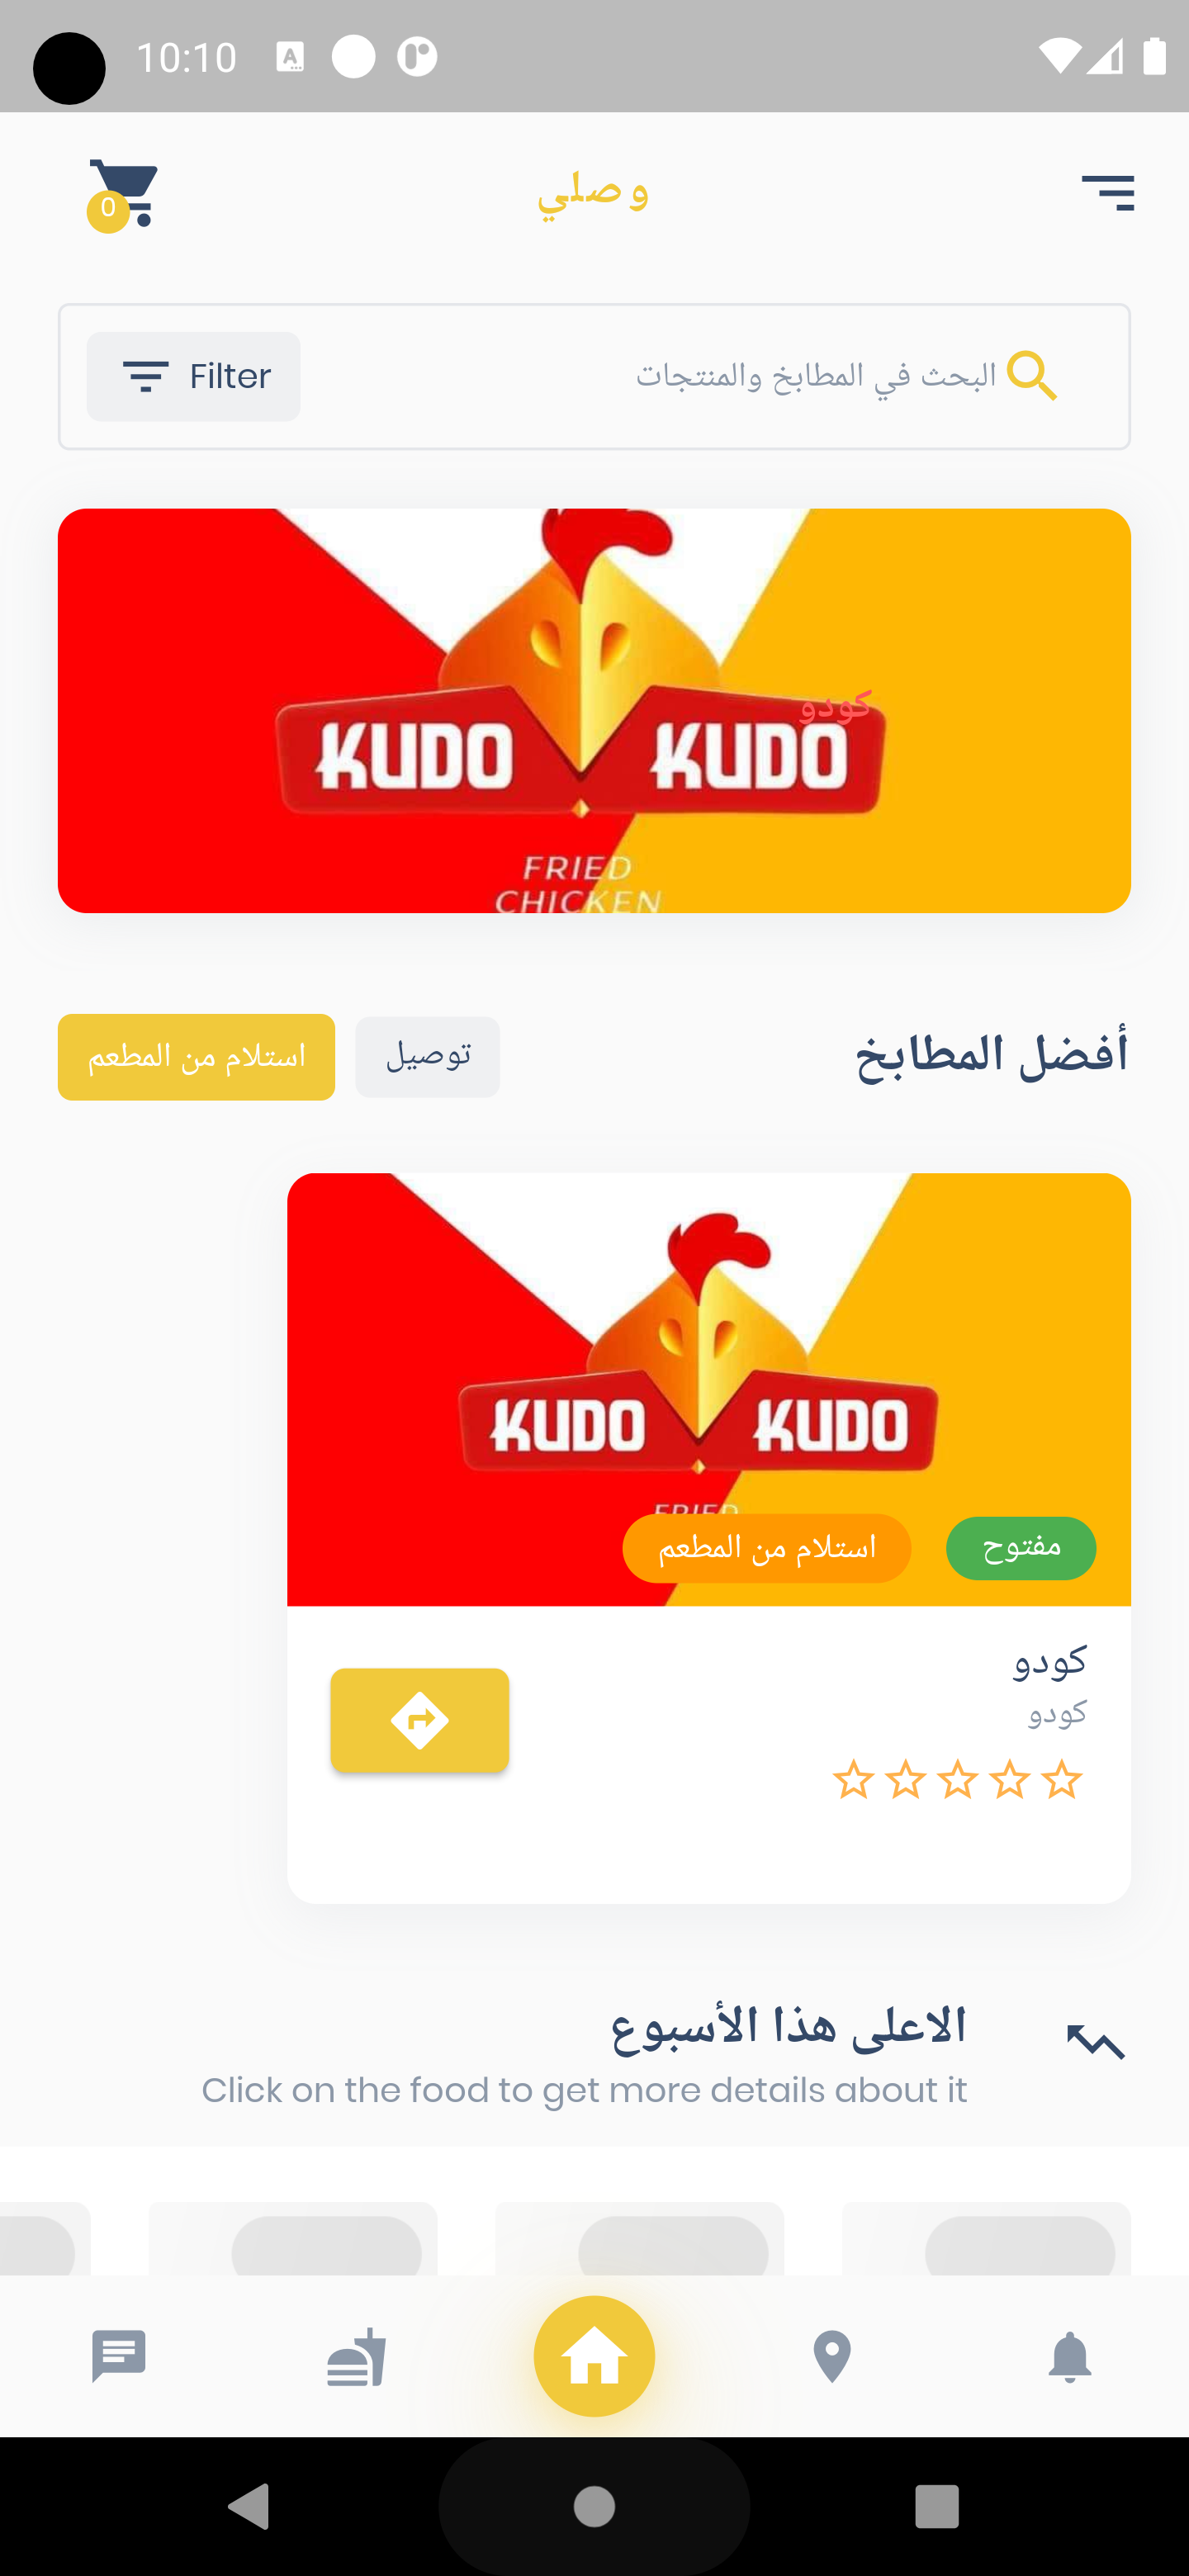 10:10
وصلي
0
البحث في المطابخ والمنتجات
Filter
كودو
KUDO KUDO
FRIED
CHICKEN
أفضل المطابخ
توصيل
استلام من المطعم
KUDO KUDO
FRIED
مفتوح
استلام من المطعم
كودو
كودو
الاعلى هذا الأسبوع
Click on the food to get more details about it